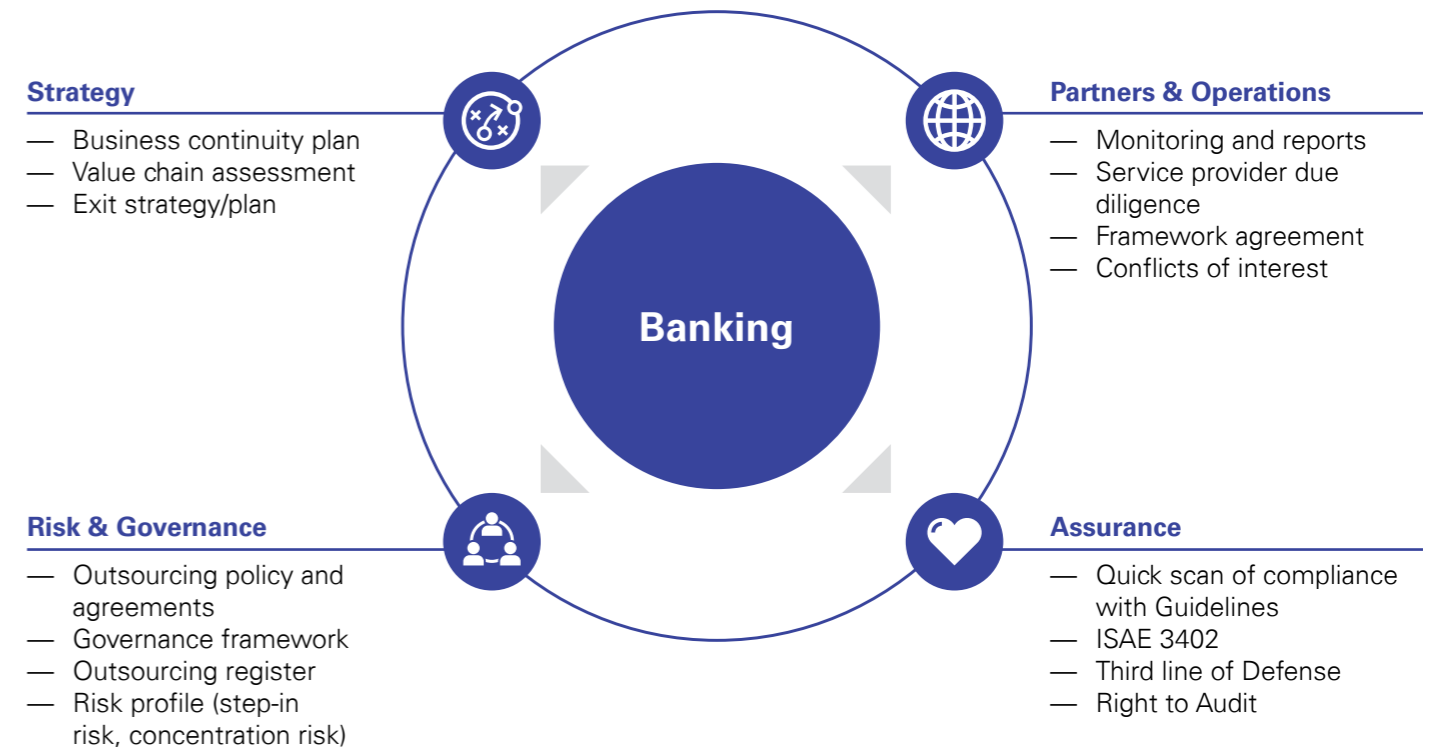 Strategy
— Business continuity plan
— Value chain assessment
— Exit strategy/plan
Partners & Operations
— Monitoring and reports
— Service provider due
diligence
— Framework agreement
— Conflicts of interest
Banking
Risk & Governance
— Outsourcing policy and
agreements
— Governance framework
— Outsourcing register
— Risk profile (step-in
risk, concentration risk)
Assurance
— Quick scan of compliance
with Guidelines
— ISAE 3402
— Third line of Defense
— Right to Audit